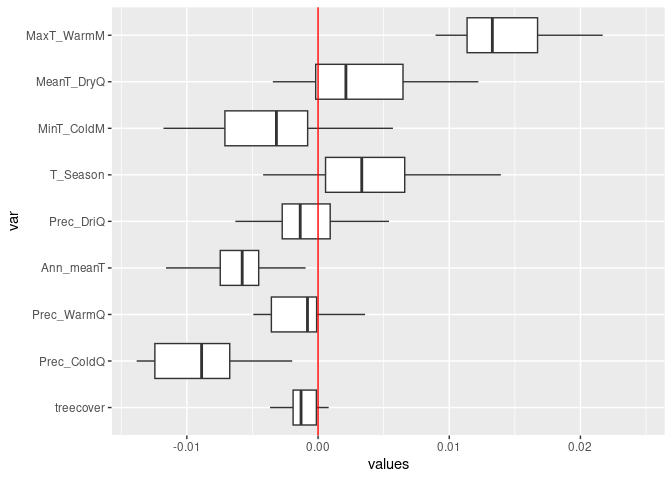 MaxT_WarmM
MeanT_DryQ
MinT_ColdM
T_Season
Prec_DriQ
Ann_meanT
Prec_WarmQ
Prec_ColdQ
treecover
var
-0.01 0.00 0.01 0.02
values